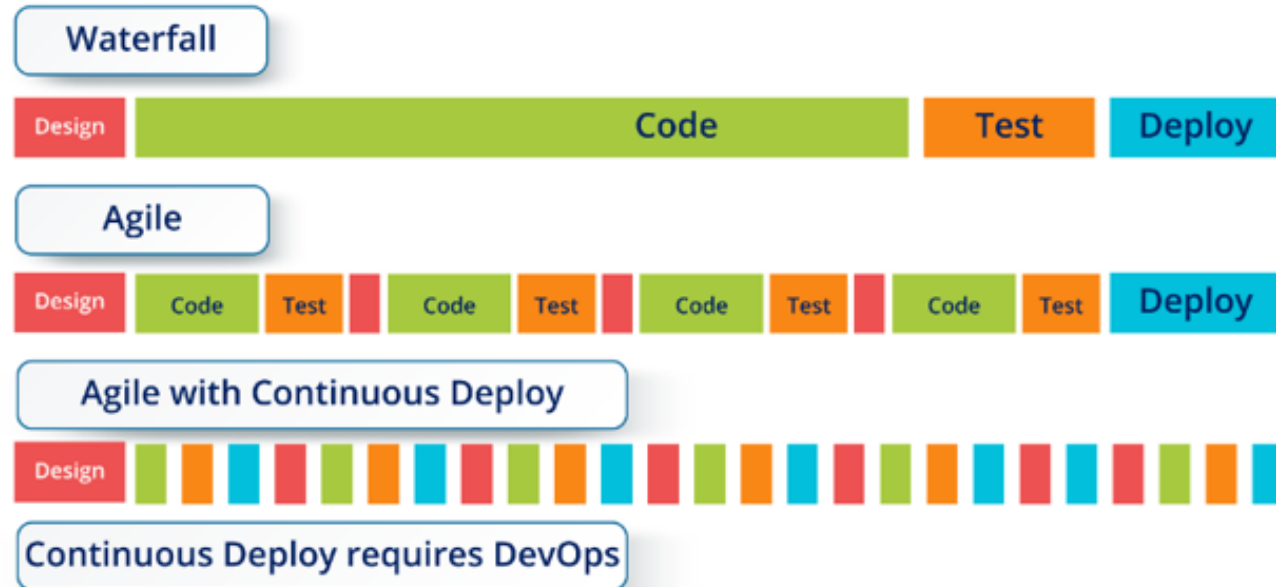 Waterfall
Design Code Test Deploy
Agile
Design Code Test Code Test Code Test Code Test Deploy
Agile with Continuous Deploy
Design
Continuous Deploy requires DevOps